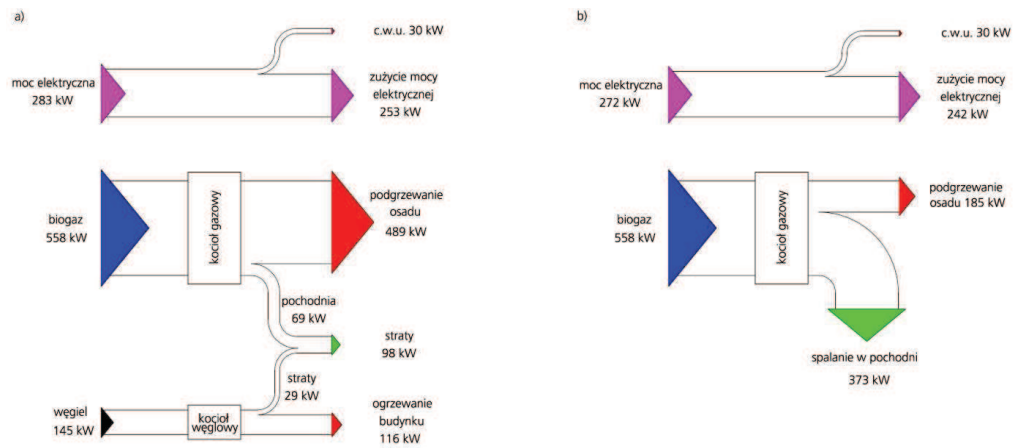 a)
c.w.u. 30 kW
moc elektryczna
283 kW
zużycie mocy
elektrycznej
253 kW
biogaz
558 kW
kocioł gazowy
podgrzewanie
osadu
489 kW
pochodnia
69 kW
straty
98 kW
straty
29 kW
węgiel
145 kW
kocioł
węglowy
ogrzewanie
budynku
116 kW
b)
c.w.u. 30 kW
moc elektryczna
272 kW
zużycie mocy
elektrycznej
242 kW
biogaz
558 kW
kocioł gazowy
podgrzewanie
osadu 185 kW
spalanie w pochodni
373 kW